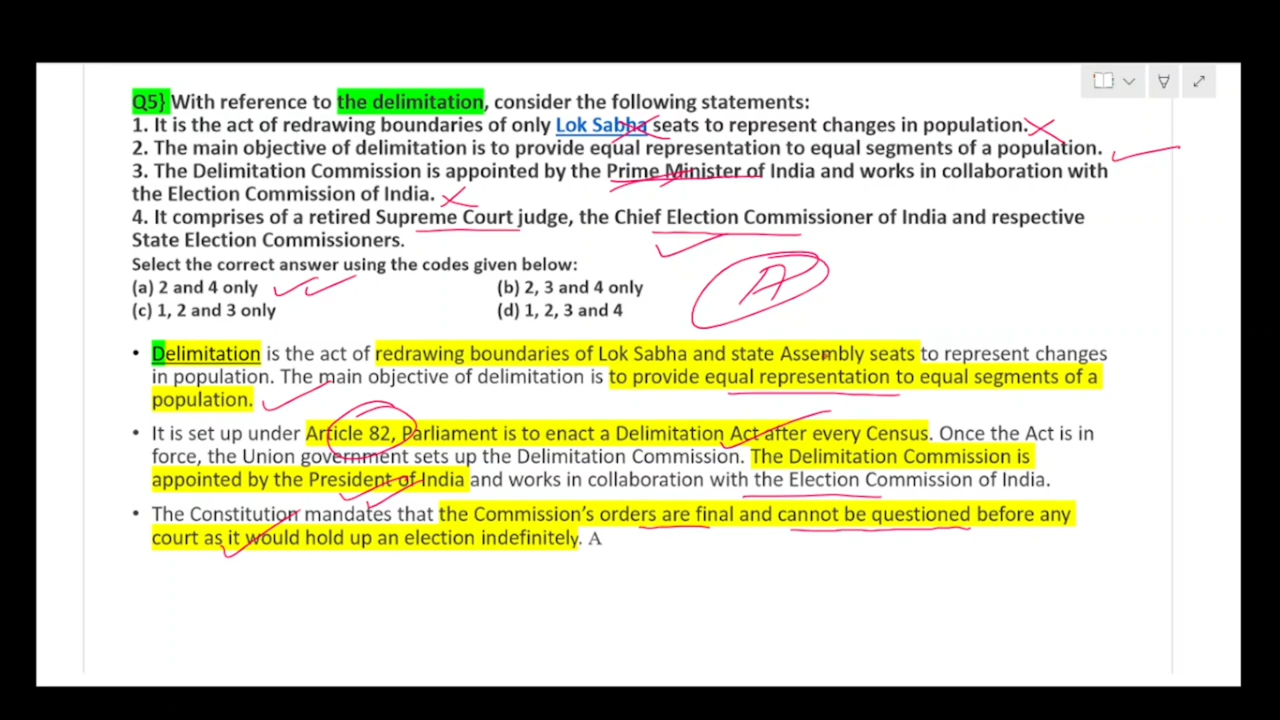 Q5} With reference to the delimitation, consider the following statements:
1. It is the act of redrawing boundaries of only Lok Sabha seats to represent changes in population.
2. The main objective of delimitation is to provide equal representation to equal segments of a population.
3. The Delimitation Commission is appointed by the Prime Minister of India and works in collaboration with
the Election Commission of India.
4. It comprises of a retired Supreme Court judge, the Chief Election Commissioner of India and respective
State Election Commissioners.
Select the correct answer using the codes given below:
(a) 2 and 4 only (b) 2, 3 and 4 only
(c) 1, 2 and 3 only (d) 1, 2, 3 and 4
A
• Delimitation is the act of redrawing boundaries of Lok Sabha and state Assembly seats to represent changes
in population. The main objective of delimitation is to provide equal representation to equal segments of a
population.
• It is set up under Article 82, Parliament is to enact a Delimitation Act after every Census. Once the Act is in
force, the Union government sets up the Delimitation Commission. The Delimitation Commission is
appointed by the President of India and works in collaboration with the Election Commission of India.
• The Constitution mandates that the Commission's orders are final and cannot be questioned before any
court as it would hold up an election indefinitely. A